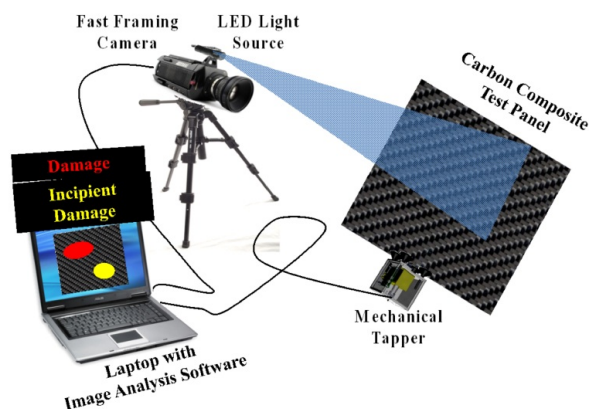 Fast Framing
Camera
LED Light
Source
Carbon Composite
Test Panel
Damage
Incipient
Damage
Mechanical
Tapper
Laptop with
Image Analysis Software